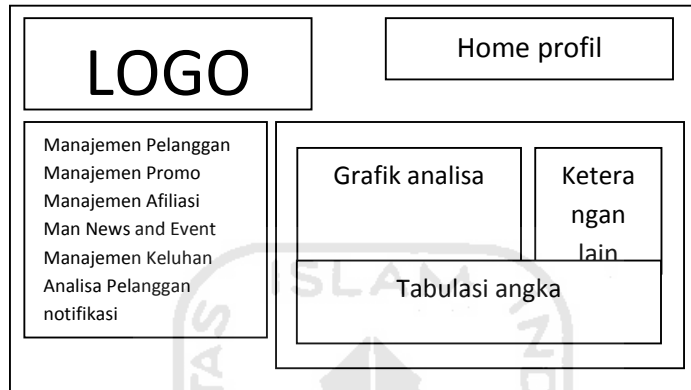 LOGO
Home profil
Manajemen Pelanggan
Manajemen Promo
Manajemen Afiliasi
Man News and Event
Manajemen Keluhan
Analisa Pelanggan
notifikasi
Grafik analisa
Ketera
ngan
lain
Tabulasi angka
ISLAM